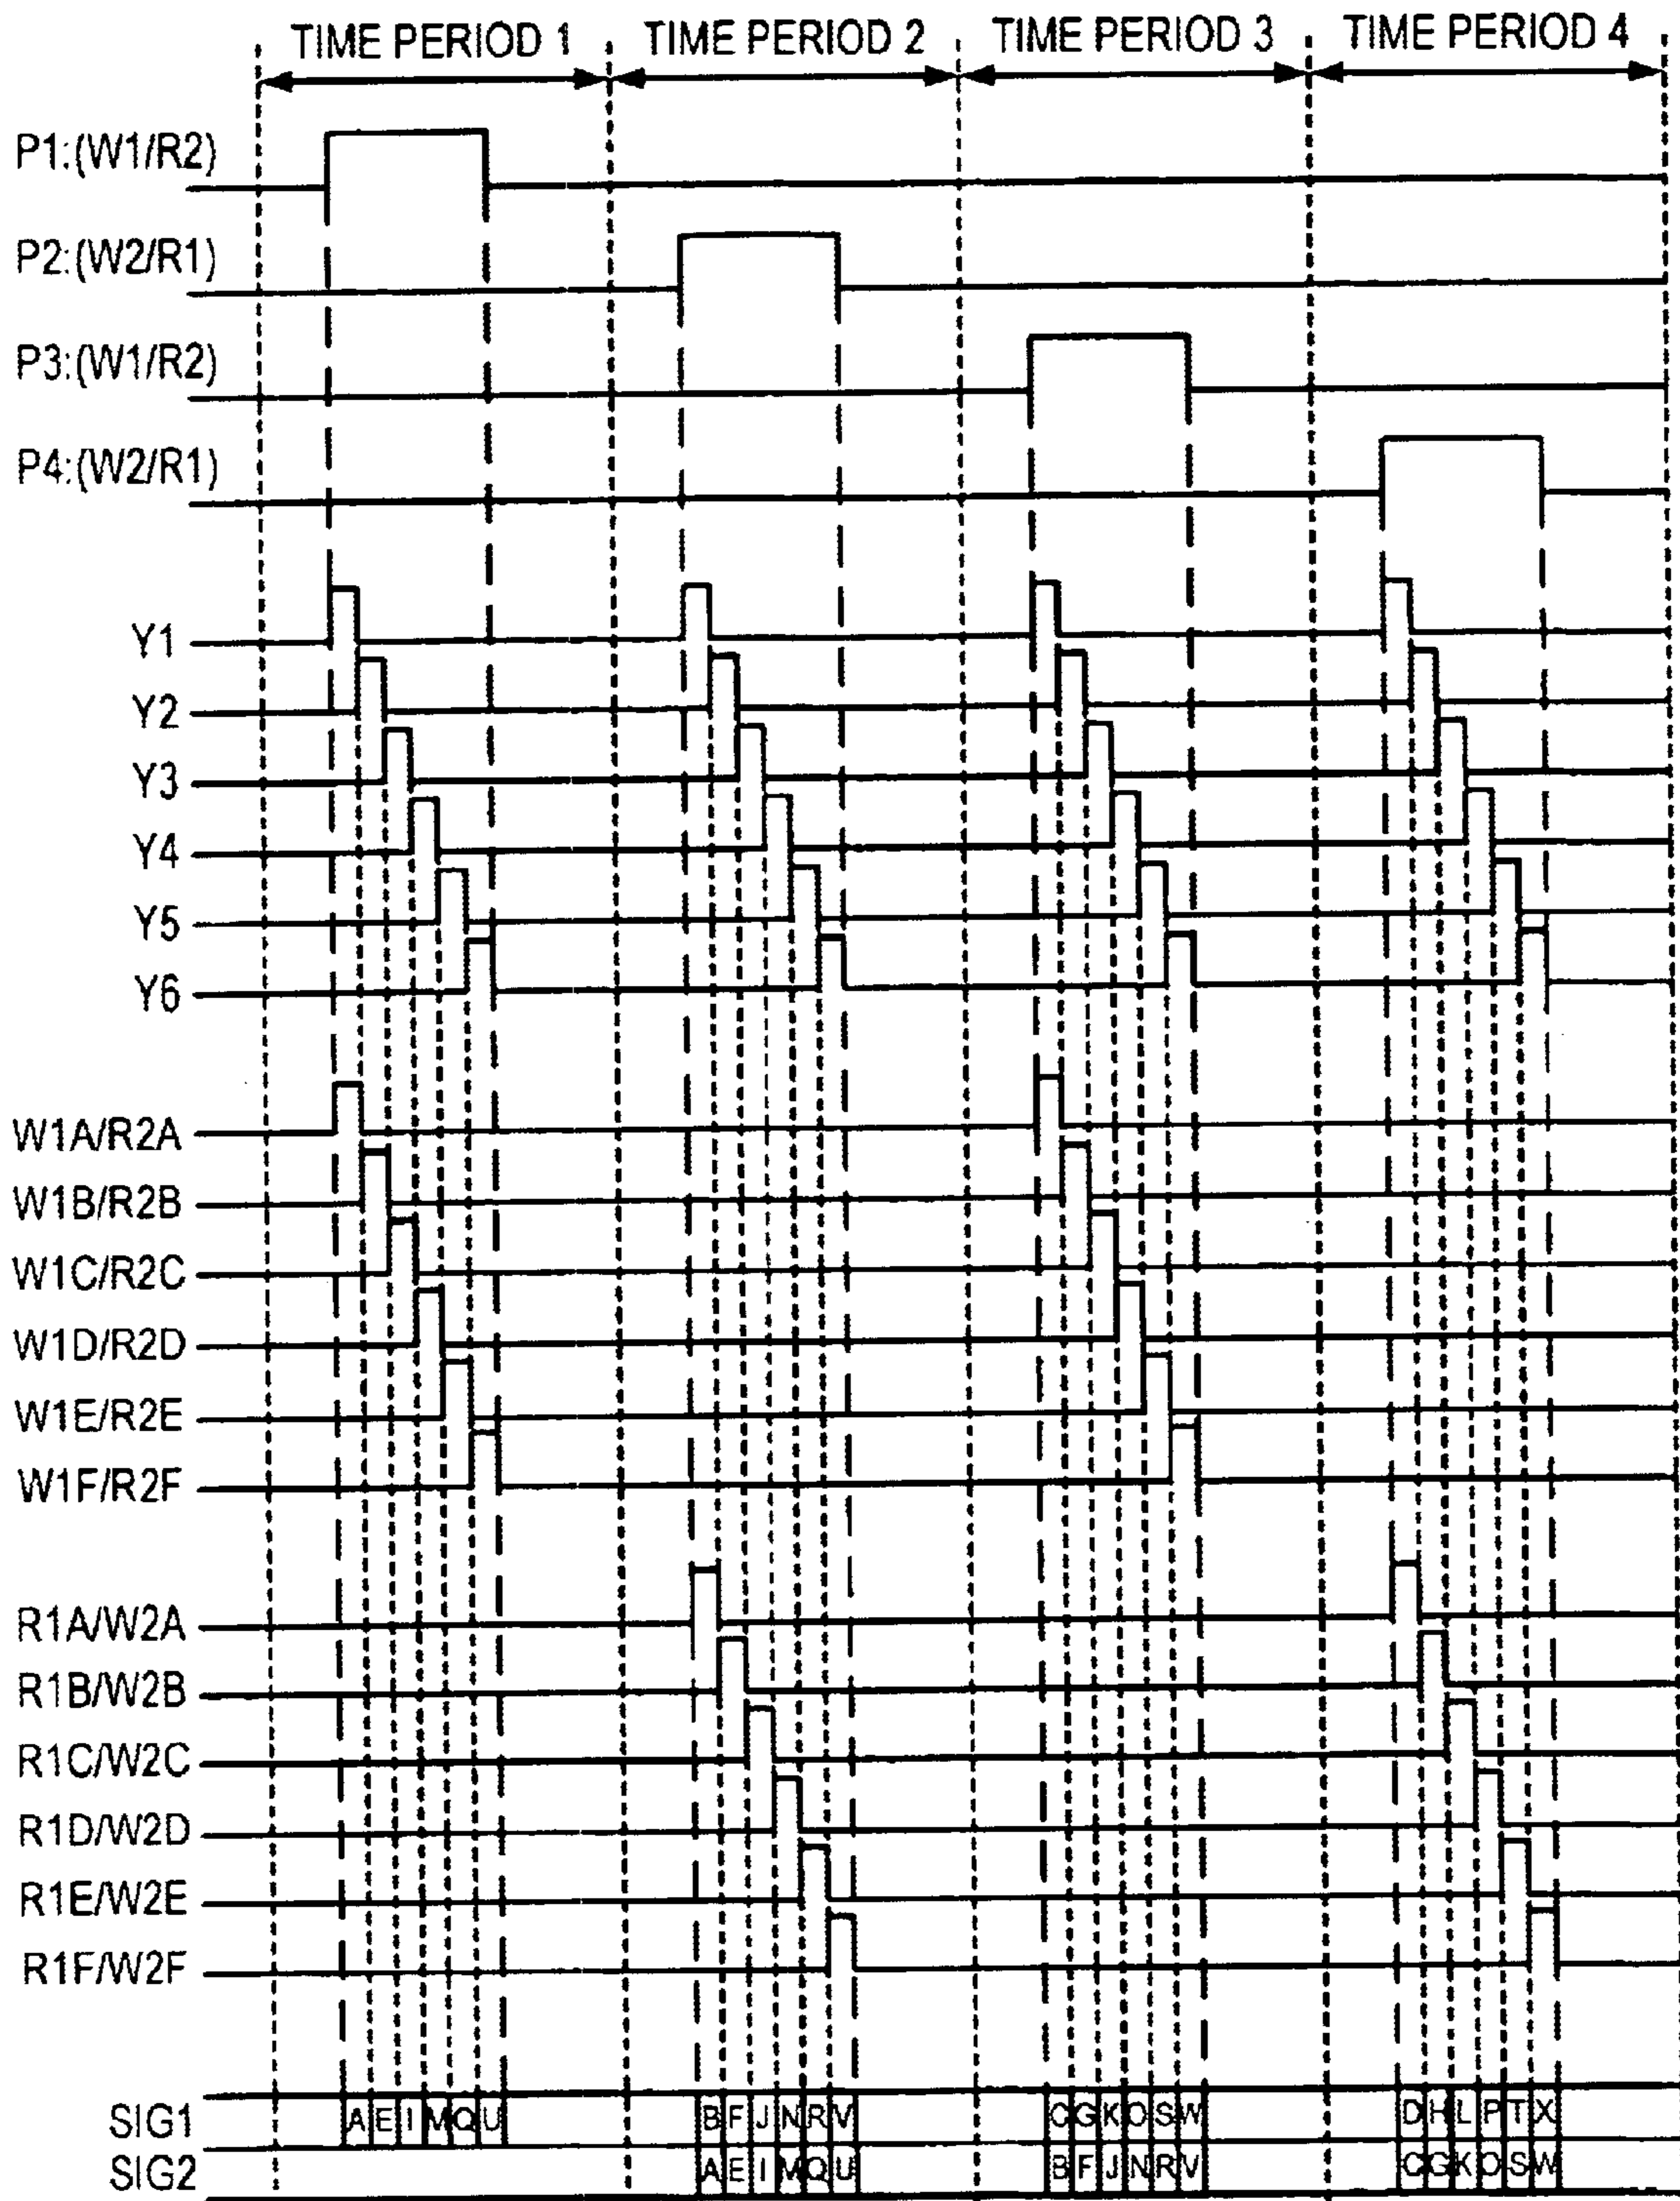 TIME PERIOD 1 TIME PERIOD 2 TIME PERIOD 3 TIME PERIOD 4
P1:(W1/R2)
P2:(W2/R1)
P3:(W1/R2)
P4:(W2/R1)
Y1
Y2
Y3
Y4
Y5
Y6
W1A/R2A
W1B/R2B
W1C/R2C
W1D/R2D
W1E/R2E
W1F/R2F
R1A/W2A
R1B/W2B
R1C/W2C
R1D/W2D
R1E/W2E
R1F/W2F
SIG1 A E I M Q U B F J N R V C G K O S W D H L P T X
SIG2 A E I M Q U B F J N R V C G K O S W